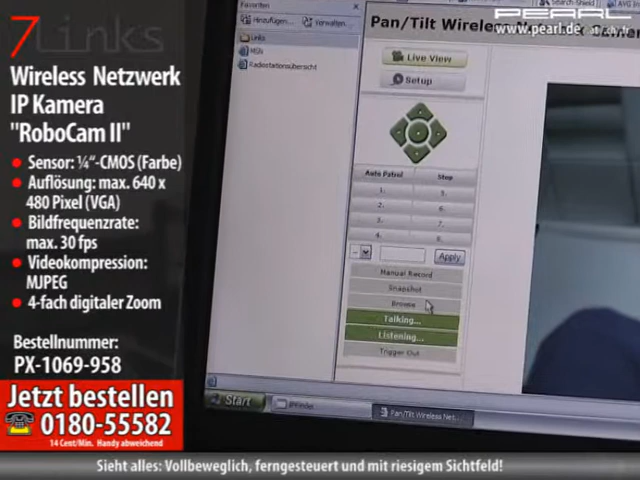 7Links
Wireless Netzwerk
IP Kamera
"RoboCam II"
Sensor: ¼"-CMOS (Farbe)
Auflösung: max. 640 x
480 Pixel (VGA)
Bildfrequenzrate:
max. 30 fps
Videokompression:
MJPEG
4-fach digitaler Zoom
Bestellnummer:
PX-1069-958
Jetzt bestellen
0180-55582
14 Cent/Min. Handy abweichend
Favoriten
Hinzufügen...
Verwalten...
Links
MSN
Radiostationsübersicht
PEARL
www.pearl.de
Pan/Tilt Wireless
Live View
Setup
Auto Patrol Stop
1. 5.
2. 6.
3. 7.
4. 8.
Apply
Manual Record
Snapshot
Browse
Talking...
Listening...
Trigger Out
Start
IPFinder
Pan/Tilt Wireless Net...
Sieht alles: Vollbeweglich, ferngesteuert und mit riesigem Sichtfeld!